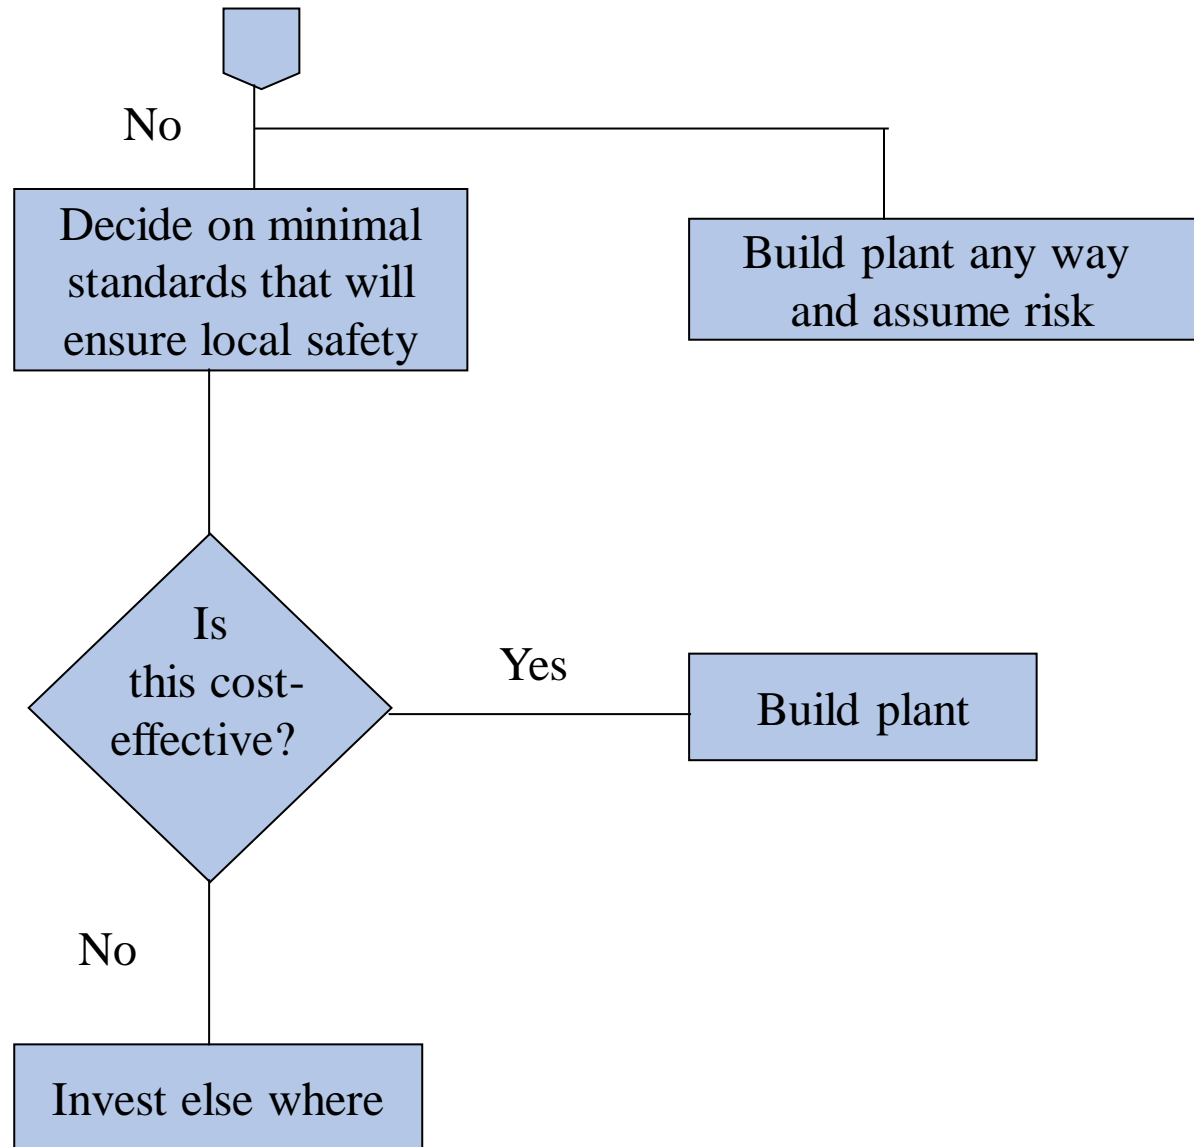 No
Decide on minimal
standards that will
ensure local safety
Build plant any way
and assume risk
Is
this cost-
effective?
Yes
Build plant
No
Invest else where